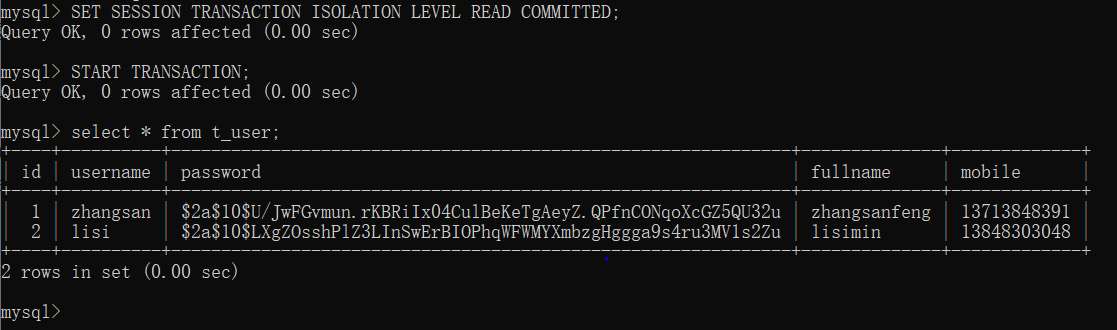 mysql> SET SESSION TRANSACTION ISOLATION LEVEL READ COMMITTED;
Query OK, 0 rows affected (0.00 sec)
mysql> START TRANSACTION;
Query OK, 0 rows affected (0.00 sec)
mysql> select * from t_user;
+----+----------+--------------------------------------------------------------+--------------+-------------+
| id | username | password                                                     | fullname     | mobile      |
+----+----------+--------------------------------------------------------------+--------------+-------------+
|  1 | zhangsan | $2a$10$U/JwFGvmun.rKBRiIx04CulBeKeTgAeyZ.QPfnCONqoXcGZ5QU32u | zhangsanfeng | 13713848391 |
|  2 | lisi     | $2a$10$LXgZOsshPlZ3LInSwErBIOPhqWFWMYXmbzgHggga9s4ru3MV1s2Zu | lisimin      | 13848303048 |
+----+----------+--------------------------------------------------------------+--------------+-------------+
2 rows in set (0.00 sec)
mysql>